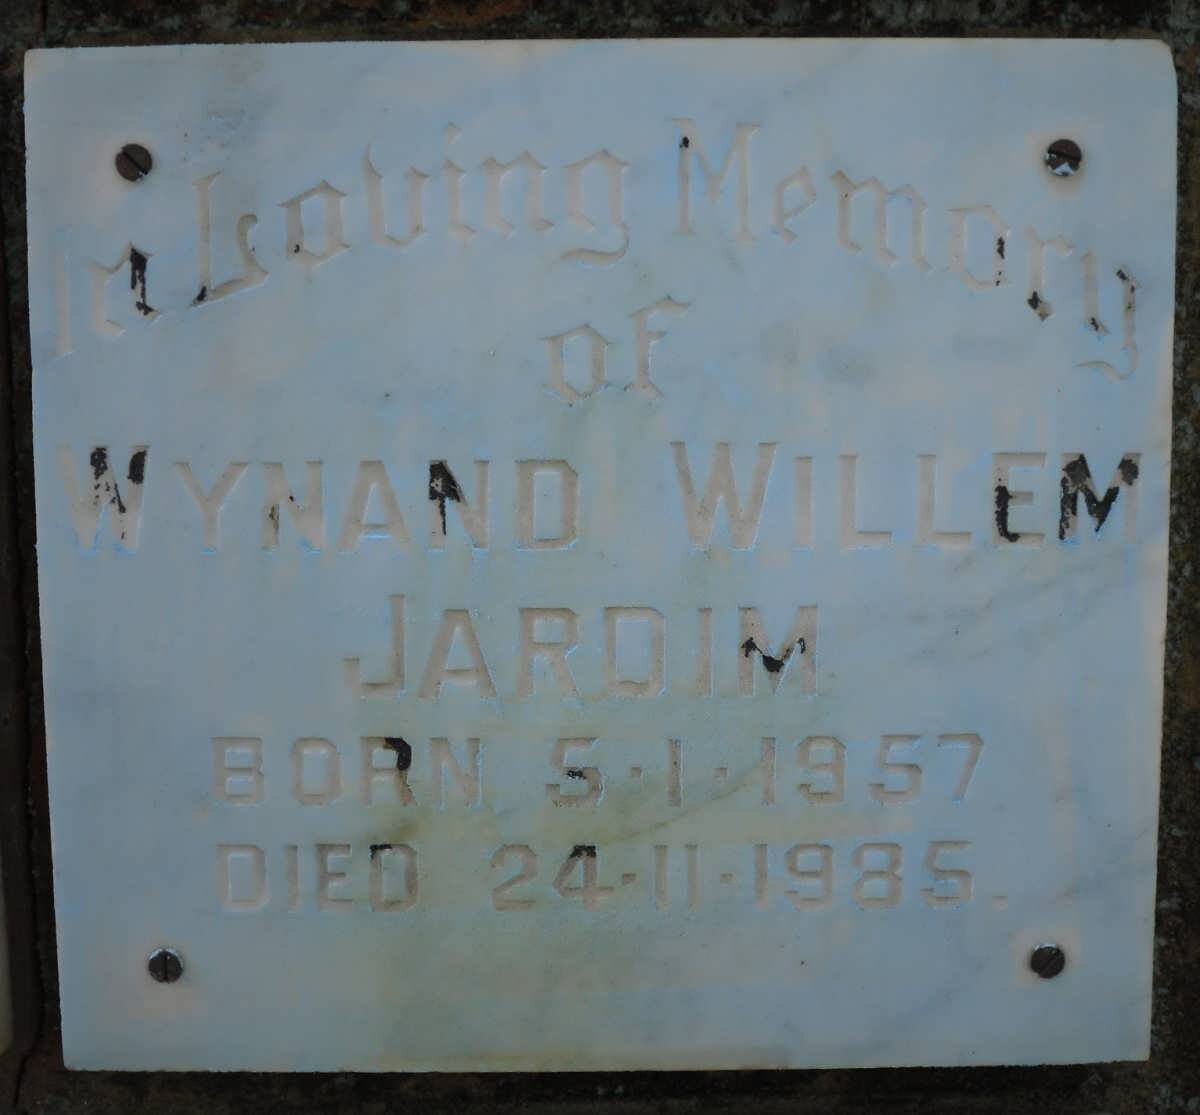 In Loving Memory
of
WYNAND WILLEM
JARDIM
BORN 5·1·1957
DIED 24·11·1985.